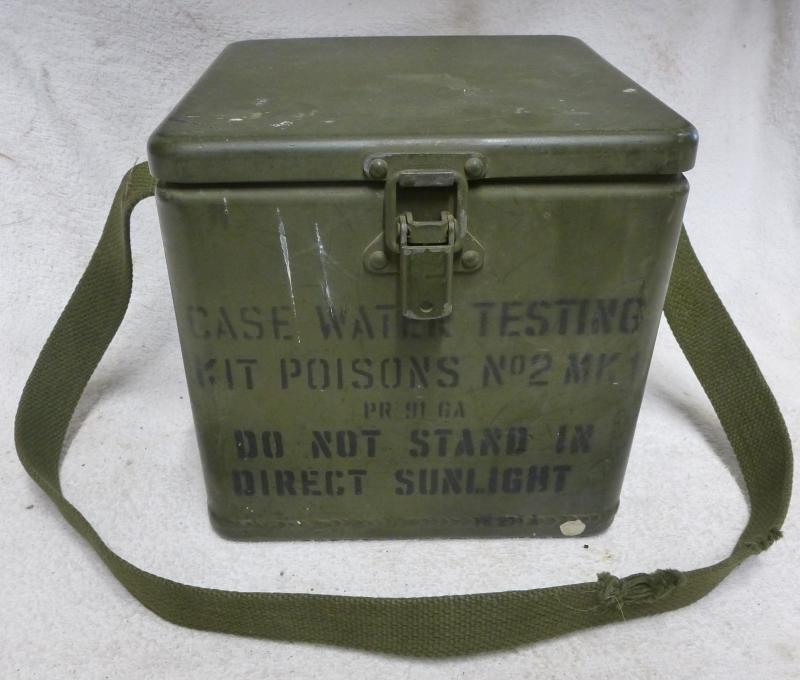 CASE WATER TESTING
KIT POISONS Nº2 MK1
PR 91 GA
DO NOT STAND IN
DIRECT SUNLIGHT